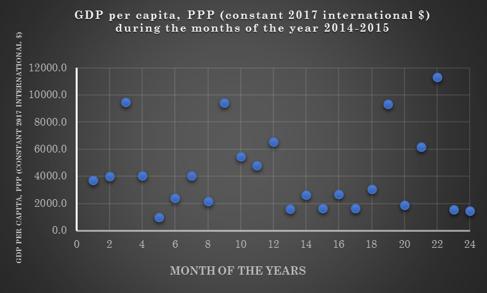 GDP per capita, PPP (constant 2017 international $)
during the months of the year 2014-2015
GDP PER CAPITA, PPP (CONSTANT 2017 INTERNATIONAL $)
12000.0
10000.0
8000.0
6000.0
4000.0
2000.0
0.0
0 2 4 6 8 10 12 14 16 18 20 22 24
MONTH OF THE YEARS